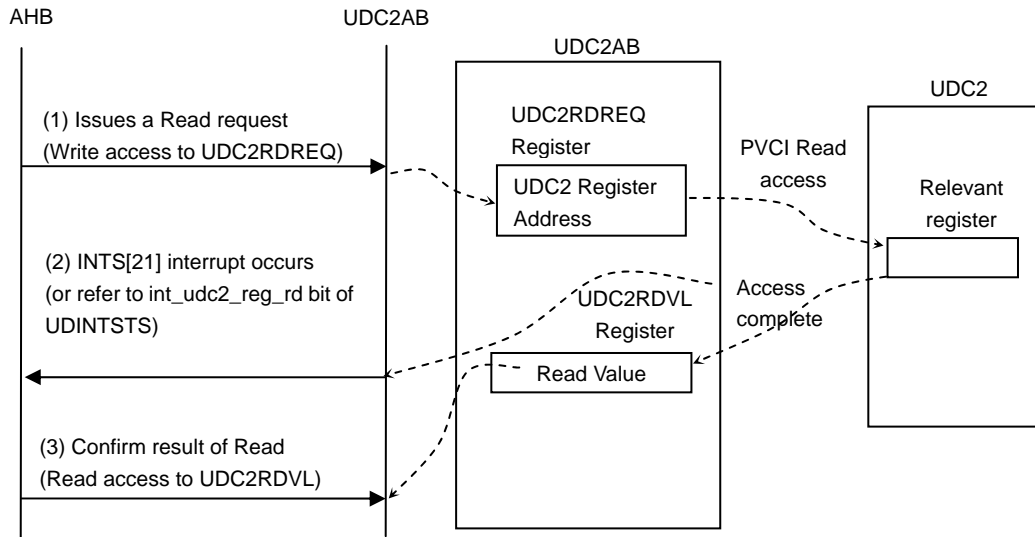 AHB
UDC2AB
UDC2AB
UDC2
(1) Issues a Read request
(Write access to UDC2RDREQ)
UDC2RDREQ
Register
UDC2 Register
Address
PVCI Read
access
Relevant
register
(2) INTS[21] interrupt occurs
(or refer to int_udc2_reg_rd bit of
UDINTSTS)
UDC2RDVL
Register
Access
complete
Read Value
(3) Confirm result of Read
(Read access to UDC2RDVL)